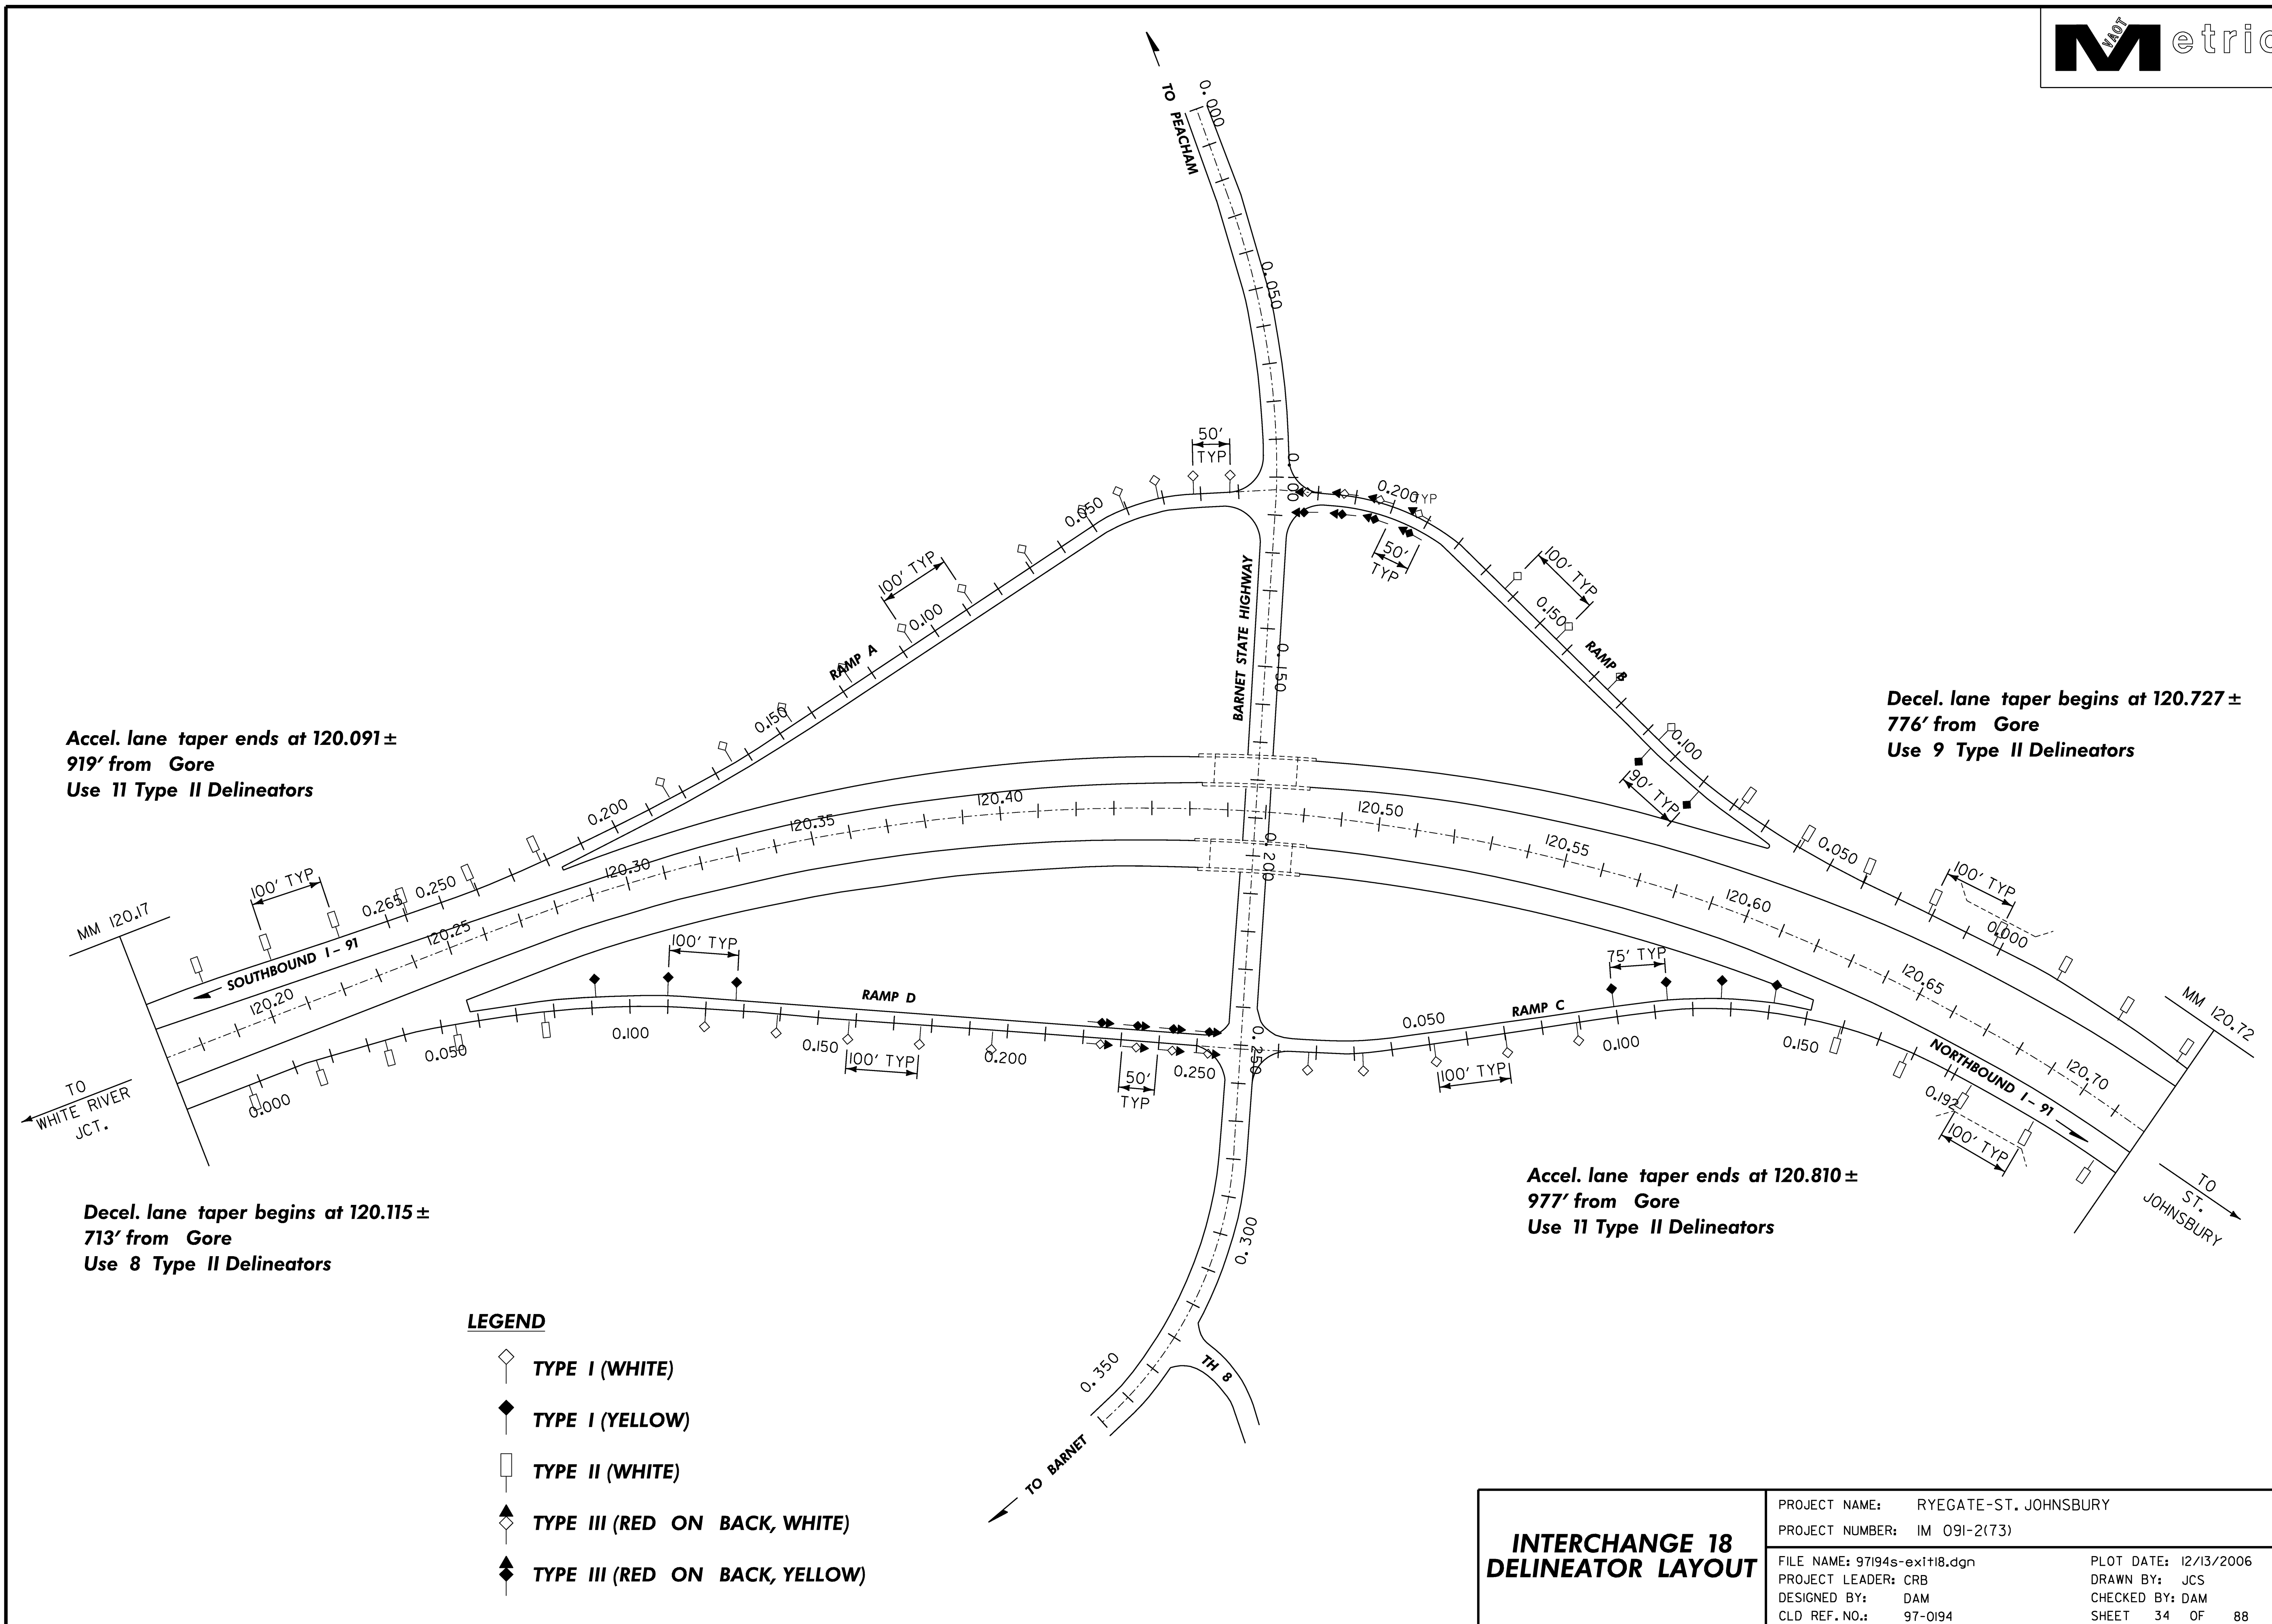 VAOT
Metric
TO PEACHAM
0.000
0.050
0.100
50'
TYP
0.200
TYP
50'
TYP
0.050
100' TYP
0.100
RAMP A
0.150
0.200
100' TYP
0.150
RAMP B
0.100
90' TYP
0.050
100' TYP
0.000
BARNET STATE HIGHWAY
0.150
0.200
0.250
0.300
0.350
Accel. lane taper ends at 120.091±
919' from Gore
Use 11 Type II Delineators
Decel. lane taper begins at 120.727±
776' from Gore
Use 9 Type II Delineators
MM 120.17
100' TYP
0.265
0.250
SOUTHBOUND I-91
120.20
120.25
120.30
120.35
120.40
120.50
120.55
120.60
120.65
120.70
MM 120.72
TO
WHITE RIVER
JCT.
0.000
0.050
100' TYP
0.100
RAMP D
0.150
100' TYP
0.200
50'
TYP
0.250
75' TYP
RAMP C
0.050
100' TYP
0.100
0.150
0.192
NORTHBOUND I-91
100' TYP
TO
ST.
JOHNSBURY
Decel. lane taper begins at 120.115±
713' from Gore
Use 8 Type II Delineators
Accel. lane taper ends at 120.810±
977' from Gore
Use 11 Type II Delineators
TH 8
TO BARNET
LEGEND
TYPE I (WHITE)
TYPE I (YELLOW)
TYPE II (WHITE)
TYPE III (RED ON BACK, WHITE)
TYPE III (RED ON BACK, YELLOW)
INTERCHANGE 18
DELINEATOR LAYOUT
PROJECT NAME: RYEGATE-ST. JOHNSBURY
PROJECT NUMBER: IM 091-2(73)
FILE NAME: 97194s-exit18.dgn PLOT DATE: 12/13/2006
PROJECT LEADER: CRB DRAWN BY: JCS
DESIGNED BY: DAM CHECKED BY: DAM
CLD REF. NO.: 97-0194 SHEET 34 OF 88